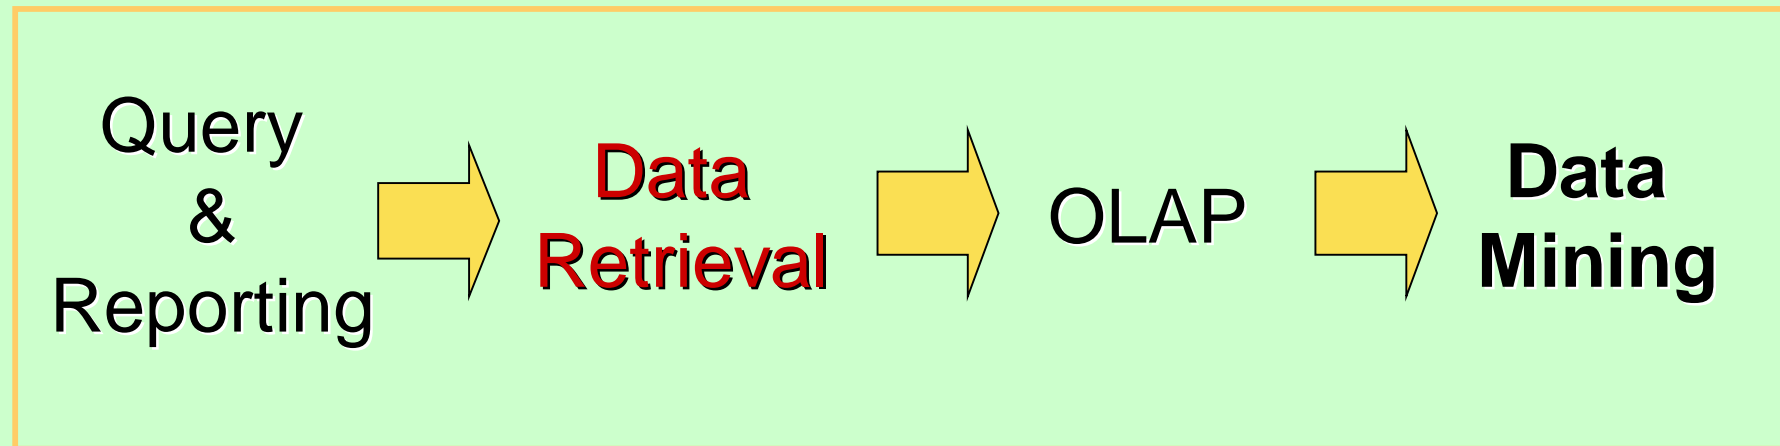 Query
&
Reporting
Data
Retrieval
OLAP
Data
Mining